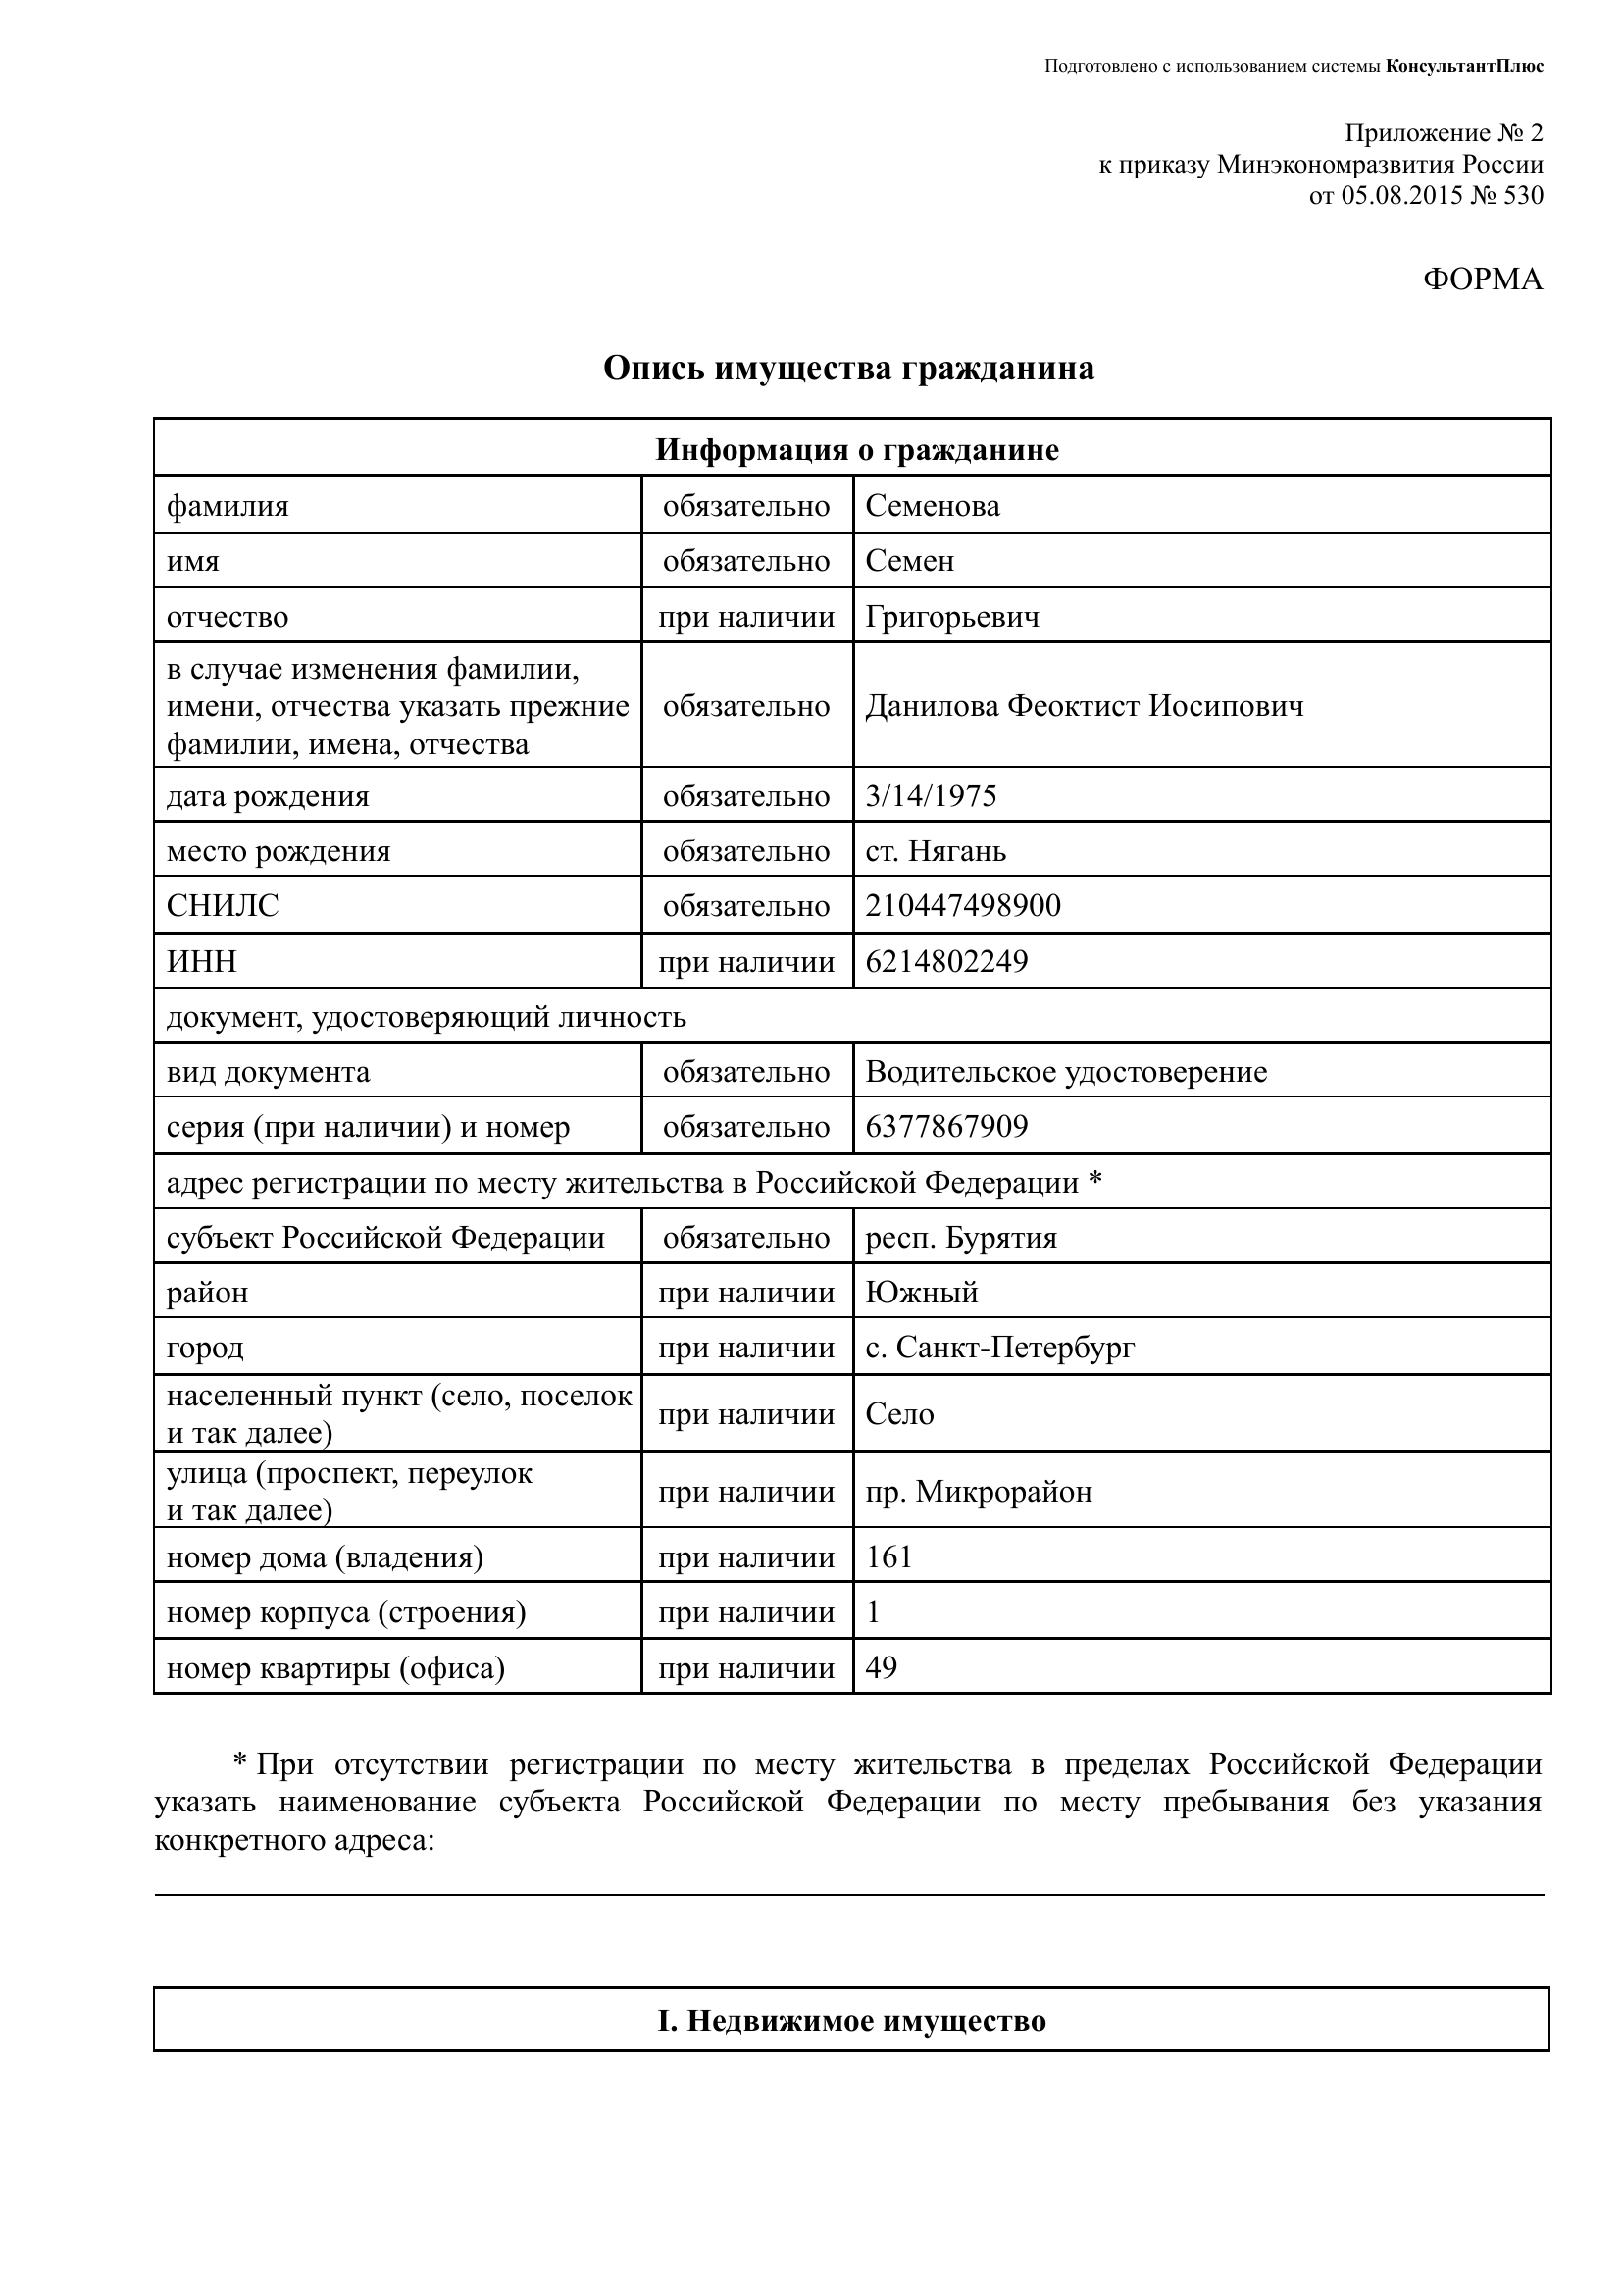 Подготовлено с использованием системы КонсультантПлюс
Приложение № 2
к приказу Минэкономразвития России
от 05.08.2015 № 530
ФОРМА
Опись имущества гражданина
Информация о гражданине
фамилия обязательно Семенова
имя обязательно Семен
отчество при наличии Григорьевич
в случае изменения фамилии,
имени, отчества указать прежние обязательно Данилова Феоктист Иосипович
фамилии, имена, отчества
дата рождения обязательно 3/14/1975
место рождения обязательно ст. Нягань
СНИЛС обязательно 210447498900
ИНН при наличии 6214802249
документ, удостоверяющий личность
вид документа обязательно Водительское удостоверение
серия (при наличии) и номер обязательно 6377867909
адрес регистрации по месту жительства в Российской Федерации *
субъект Российской Федерации обязательно респ. Бурятия
район при наличии Южный
город при наличии с. Санкт-Петербург
населенный пункт (село, поселок
и так далее) при наличии Село
улица (проспект, переулок
и так далее) при наличии пр. Микрорайон
номер дома (владения) при наличии 161
номер корпуса (строения) при наличии 1
номер квартиры (офиса) при наличии 49
* При отсутствии регистрации по месту жительства в пределах Российской Федерации
указать наименование субъекта Российской Федерации по месту пребывания без указания
конкретного адреса:
I. Недвижимое имущество